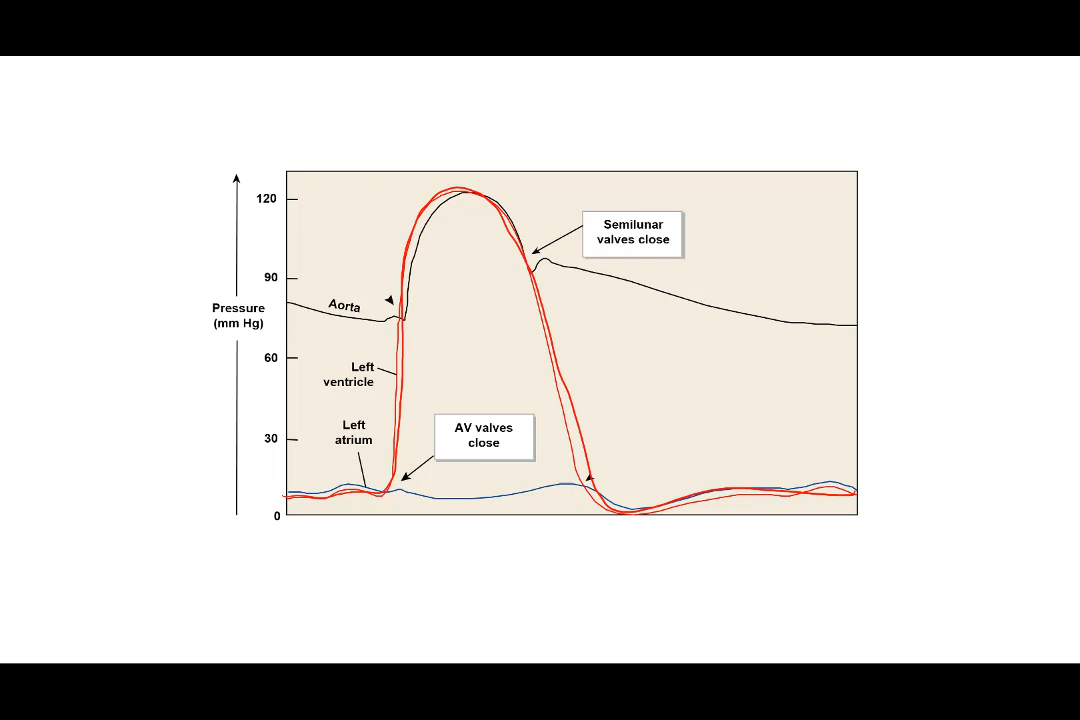 120
Semilunar
valves close
90
Aorta
Pressure
(mm Hg)
60
Left
ventricle
Left
atrium
30
AV valves
close
0